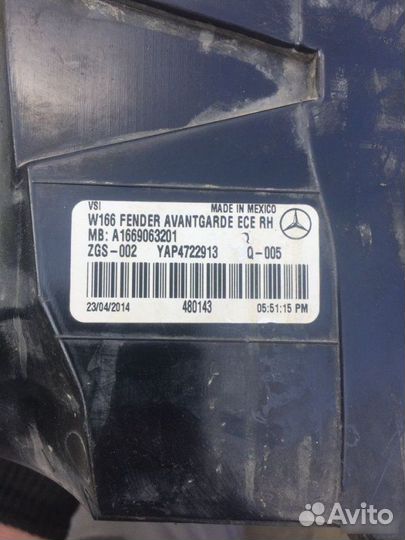 VSI MADE IN MEXICO
W166 FENDER AVANTGARDE ECE RH
MB: A1669063201
ZGS-002 YAP4722913 Q-005
23/04/2014 480143 05:51:15 PM
Avito